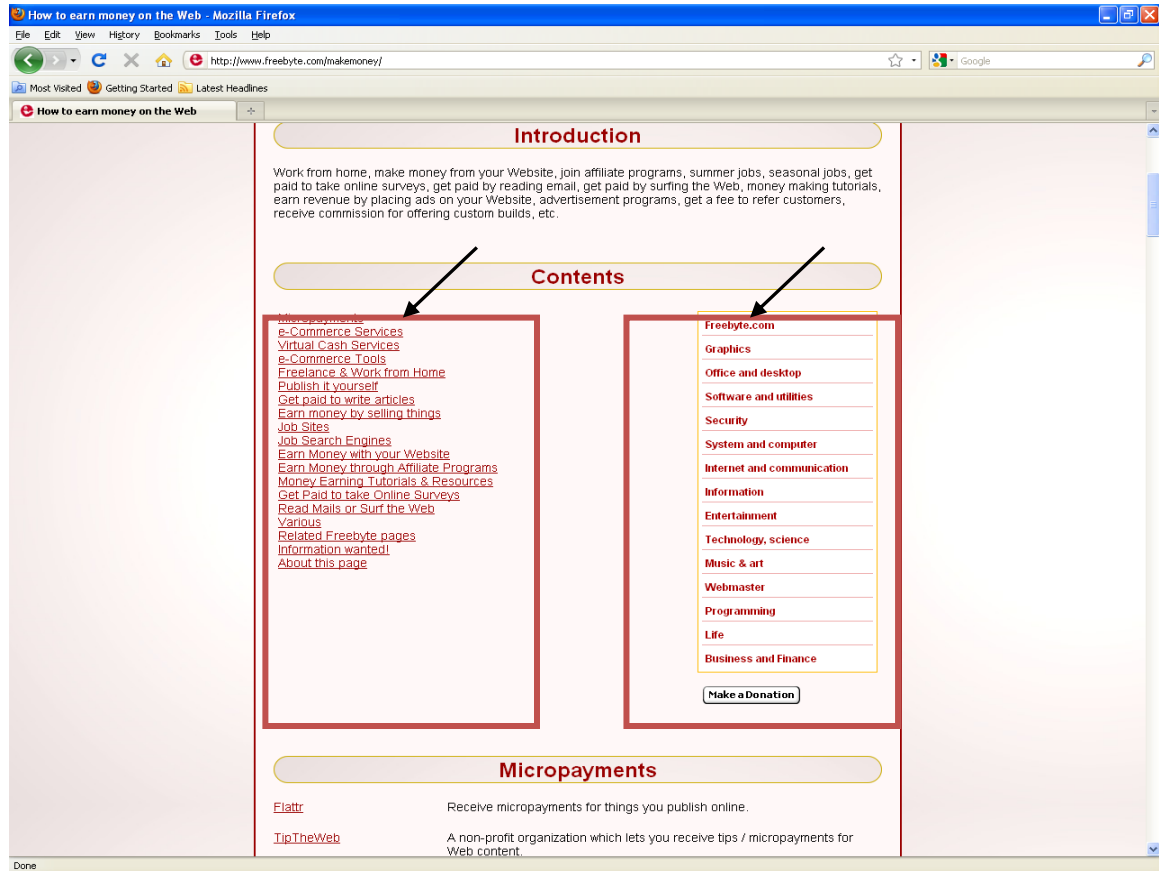 How to earn money on the Web - Mozilla Firefox
File Edit View History Bookmarks Tools Help
http://www.freebyte.com/makemoney/
Google
Most Visited Getting Started Latest Headlines
How to earn money on the Web
Introduction
Work from home, make money from your Website, join affiliate programs, summer jobs, seasonal jobs, get
paid to take online surveys, get paid by reading email, get paid by surfing the Web, money making tutorials,
earn revenue by placing ads on your Website, advertisement programs, get a fee to refer customers,
receive commission for offering custom builds, etc.
Contents
Micropayments
e-Commerce Services
Virtual Cash Services
e-Commerce Tools
Freelance & Work from Home
Publish it yourself
Get paid to write articles
Earn money by selling things
Job Sites
Job Search Engines
Earn Money with your Website
Earn Money through Affiliate Programs
Money Earning Tutorials & Resources
Get Paid to take Online Surveys
Read Mails or Surf the Web
Various
Related Freebyte pages
Information wanted!
About this page
Freebyte.com
Graphics
Office and desktop
Software and utilities
Security
System and computer
Internet and communication
Information
Entertainment
Technology, science
Music & art
Webmaster
Programming
Life
Business and Finance
Make a Donation
Micropayments
Flattr Receive micropayments for things you publish online.
TipTheWeb A non-profit organization which lets you receive tips / micropayments for
Web content.
Done